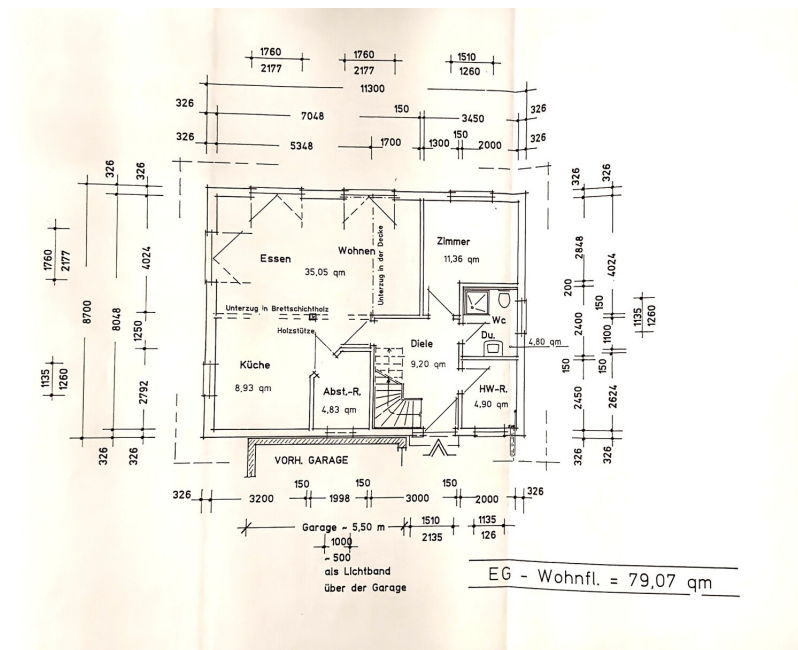 1760 1760 1510
2177 2177 1260
11300
326 7048 150 3450 326
326 5348 1700 1300 150 2000 326
326 326
1760 2177
8700
8048
4024
1250
1135 1260
2792
326 326
Essen
Wohnen
35,05 qm
Unterzug in der Decke
Zimmer
11,36 qm
Unterzug in Brettschichtholz
Holzstütze
Wc
Du.
4,80 qm
Diele
9,20 qm
Küche
8,93 qm
Abst.-R.
4,83 qm
HW-R.
4,90 qm
VORH. GARAGE
326 326
2848
4024
200
150
2400
1100
1135 1260
150
150
2450
2624
326 326
326 3200 150 1998 150 3000 150 2000 326
Garage ~ 5,50 m
1510 1135
2135 126
1000
~ 500
als Lichtband
über der Garage
EG - Wohnfl. = 79,07 qm